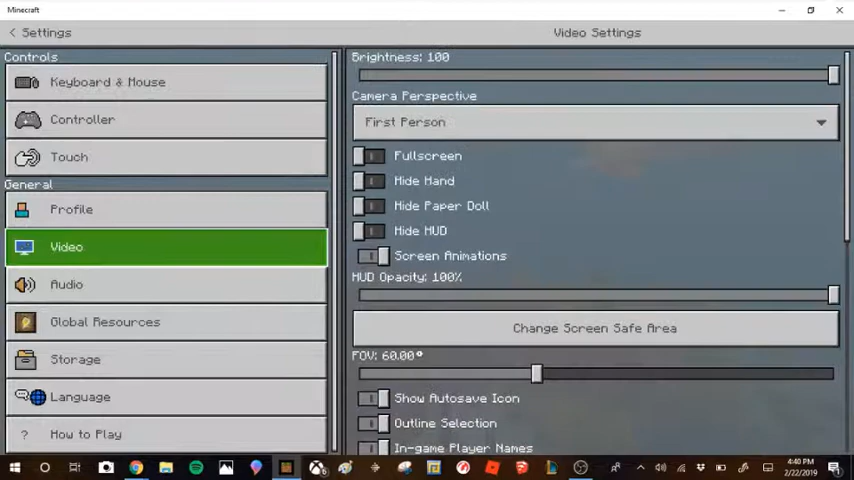 Minecraft
< Settings
Video Settings
Controls
Keyboard & Mouse
Controller
Touch
General
Profile
Video
Audio
Global Resources
Storage
Language
? How to Play
Brightness: 100
Camera Perspective
First Person
Fullscreen
Hide Hand
Hide Paper Doll
Hide HUD
Screen Animations
HUD Opacity: 100%
Change Screen Safe Area
FOV: 60.00°
Show Autosave Icon
Outline Selection
In-game Player Names
4:40 PM
2/22/2019